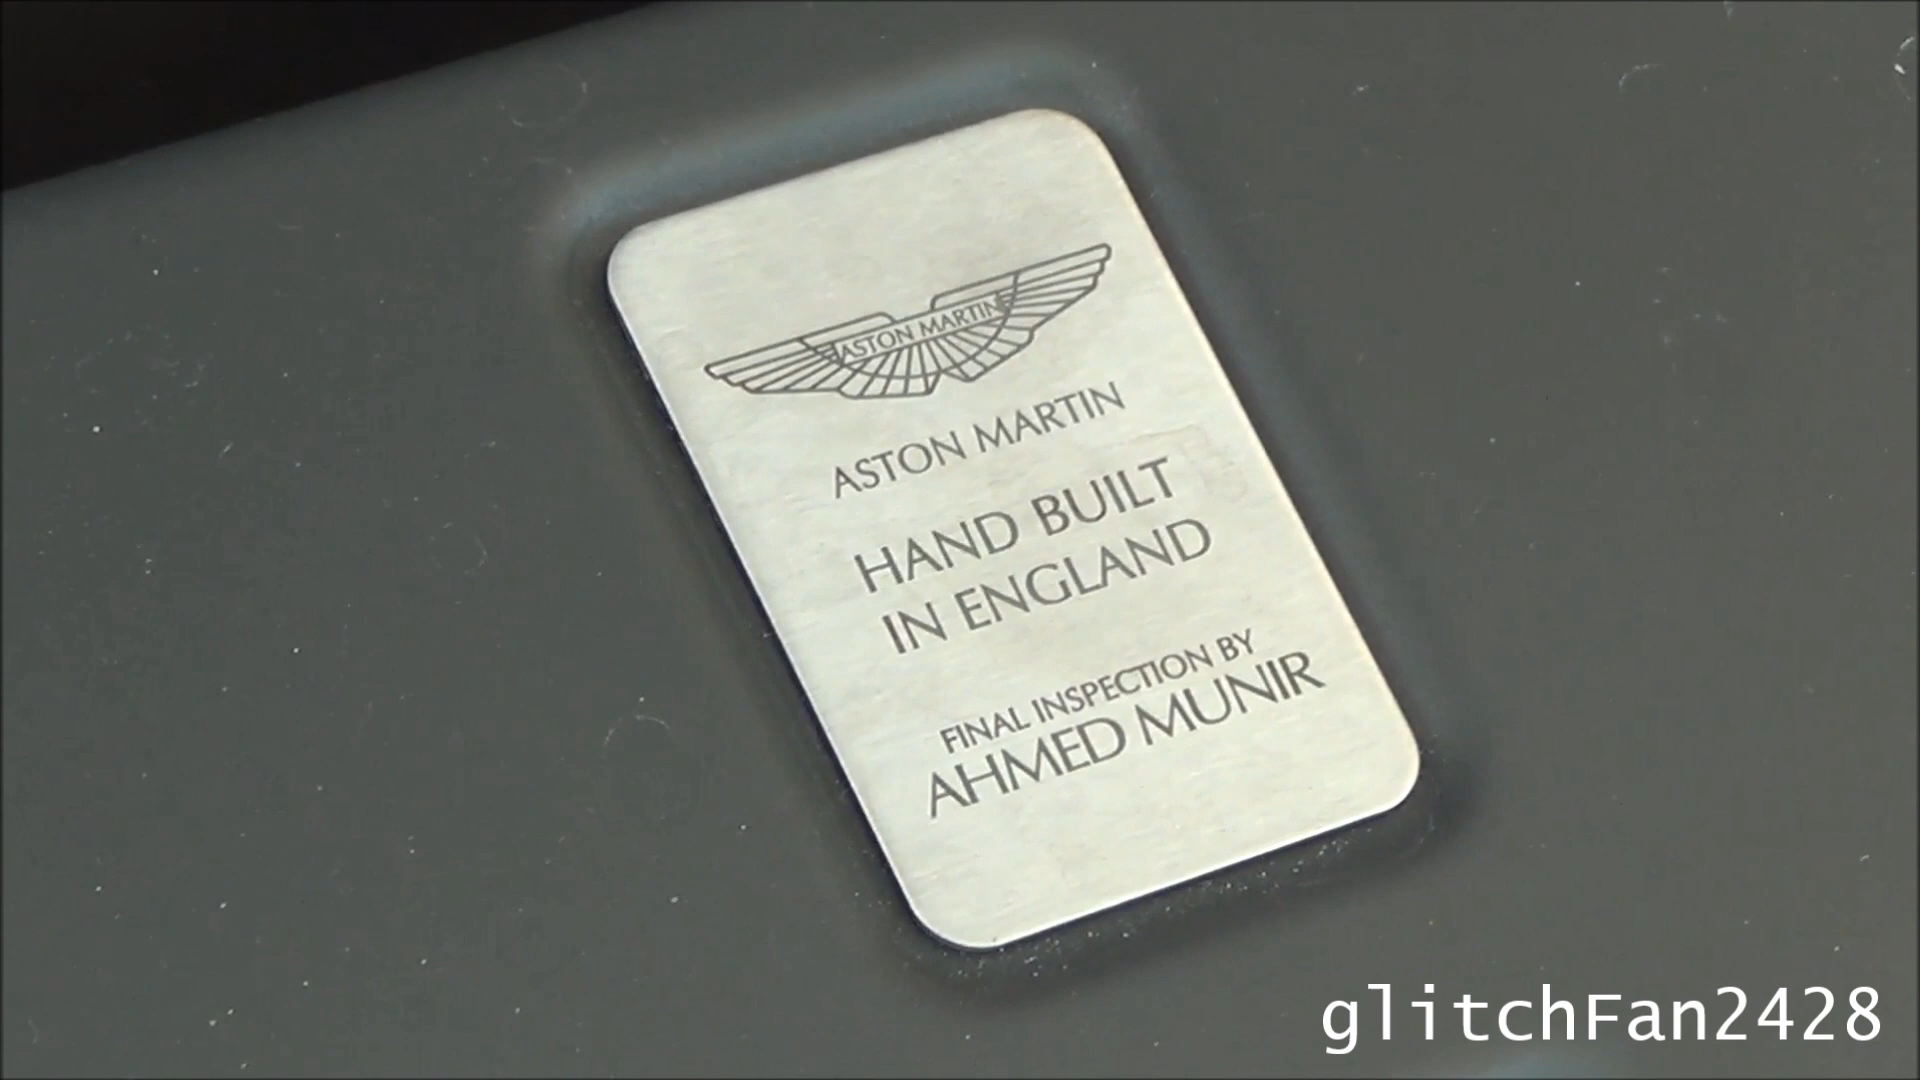 ASTON MARTIN
ASTON MARTIN
HAND BUILT
IN ENGLAND
FINAL INSPECTION BY
AHMED MUNIR
glitchFan2428